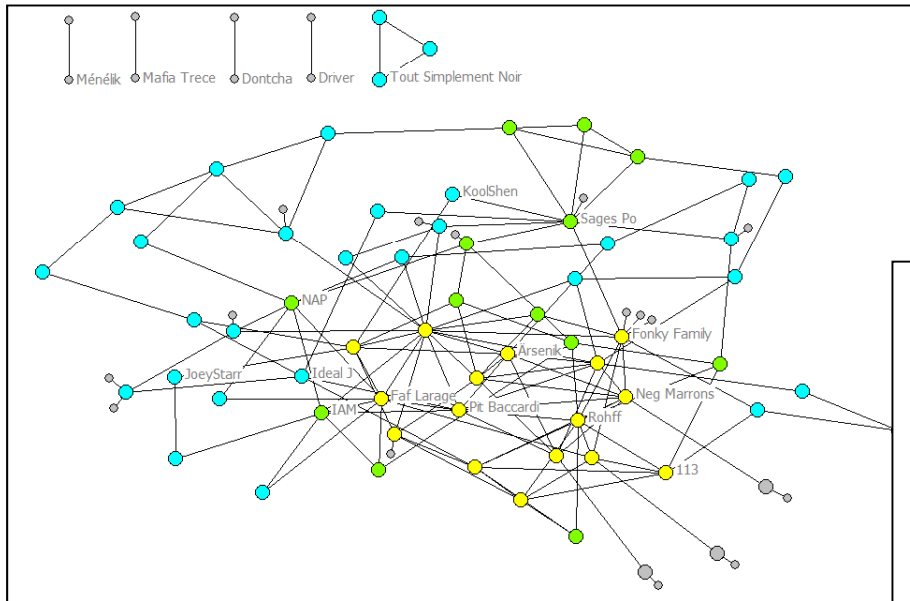 Ménélik
Mafia Trece
Dontcha
Driver
Tout Simplement Noir
KoolShen
Sages Po
NAP
Fonky Family
Ärsenik
JoeyStarr
Ideal J
Faf Larage
Neg Marrons
IAM
Pit Baccardi
Rohff
113